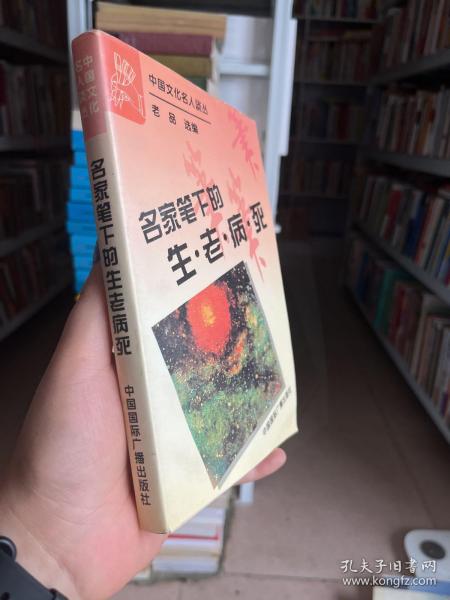 中国文化名人谈丛
老品 选编
名家笔下的
生·老·病·死
中国国际广播出版社
名家笔下的生老病死
中国国际广播出版社
孔夫子旧书网
www.kongfz.com